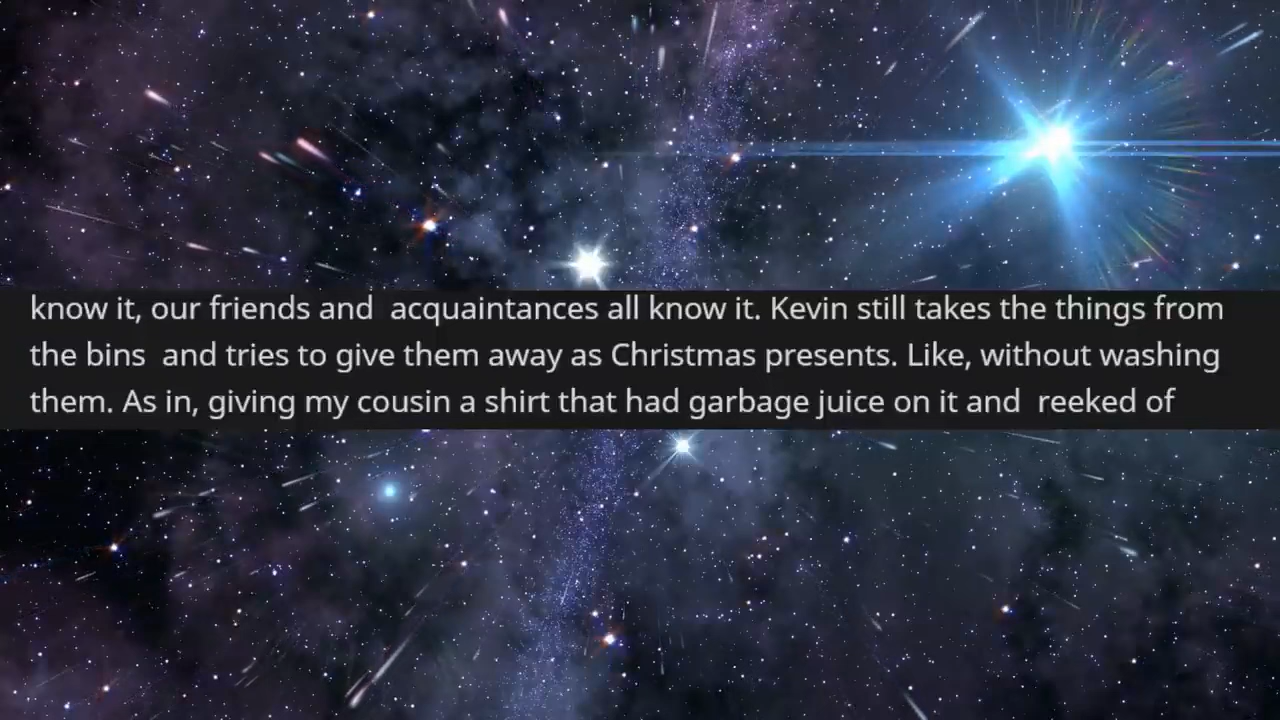 know it, our friends and  acquaintances all know it. Kevin still takes the things from
the bins  and tries to give them away as Christmas presents. Like, without washing
them. As in, giving my cousin a shirt that had garbage juice on it and  reeked of